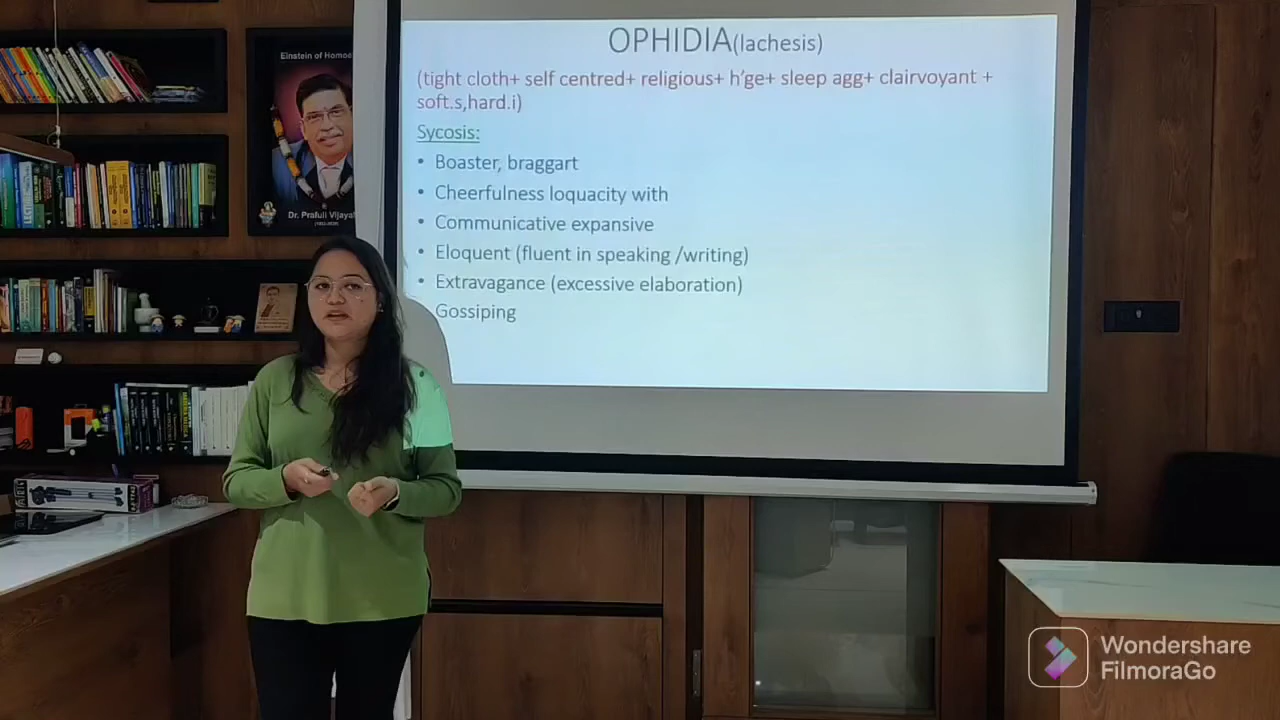 OPHIDIA(lachesis)
(tight cloth+ self centred+ religious+ h'ge+ sleep agg+ clairvoyant +
soft.s,hard.i)
Sycosis:
• Boaster, braggart
• Cheerfulness loquacity with
• Communicative expansive
• Eloquent (fluent in speaking /writing)
• Extravagance (excessive elaboration)
Gossiping
Einstein of Homoe
Dr. Prafull Vijaya
Wondershare
FilmoraGo